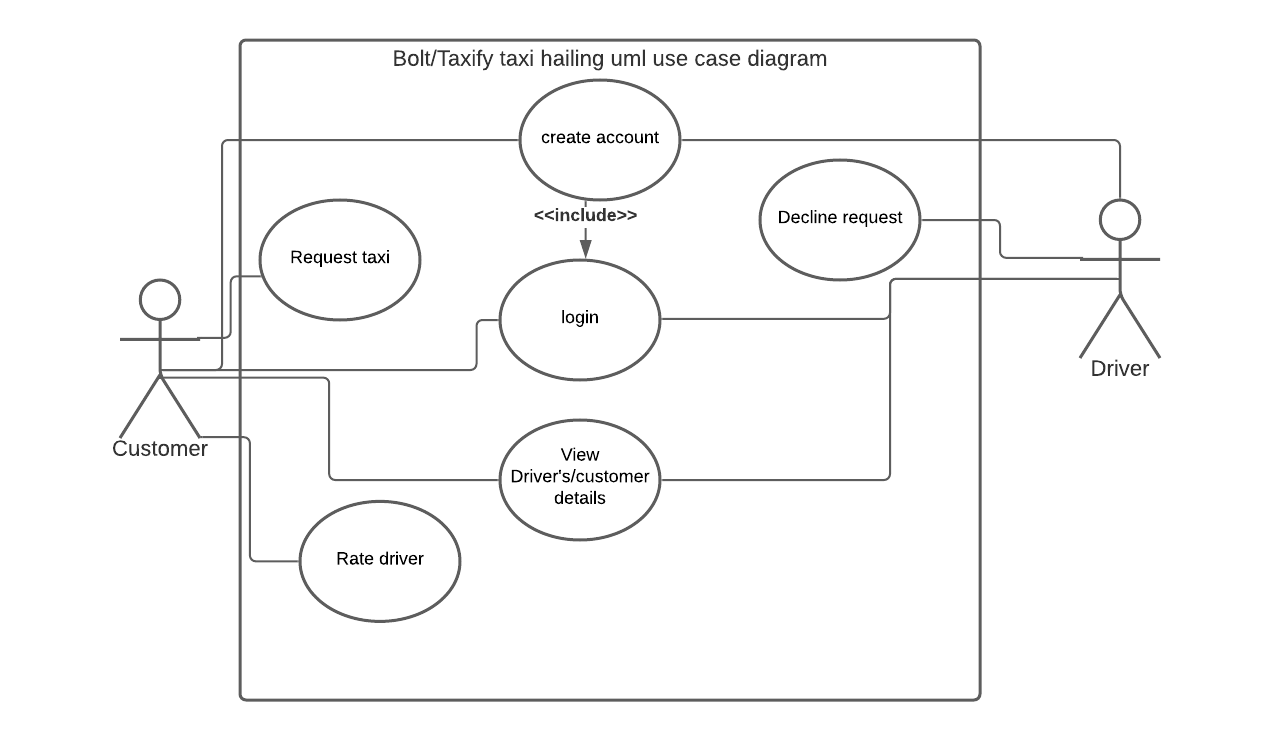 Bolt/Taxify taxi hailing uml use case diagram
create account
<<include>>
Decline request
Request taxi
login
Driver
Customer
View
Driver's/customer
details
Rate driver